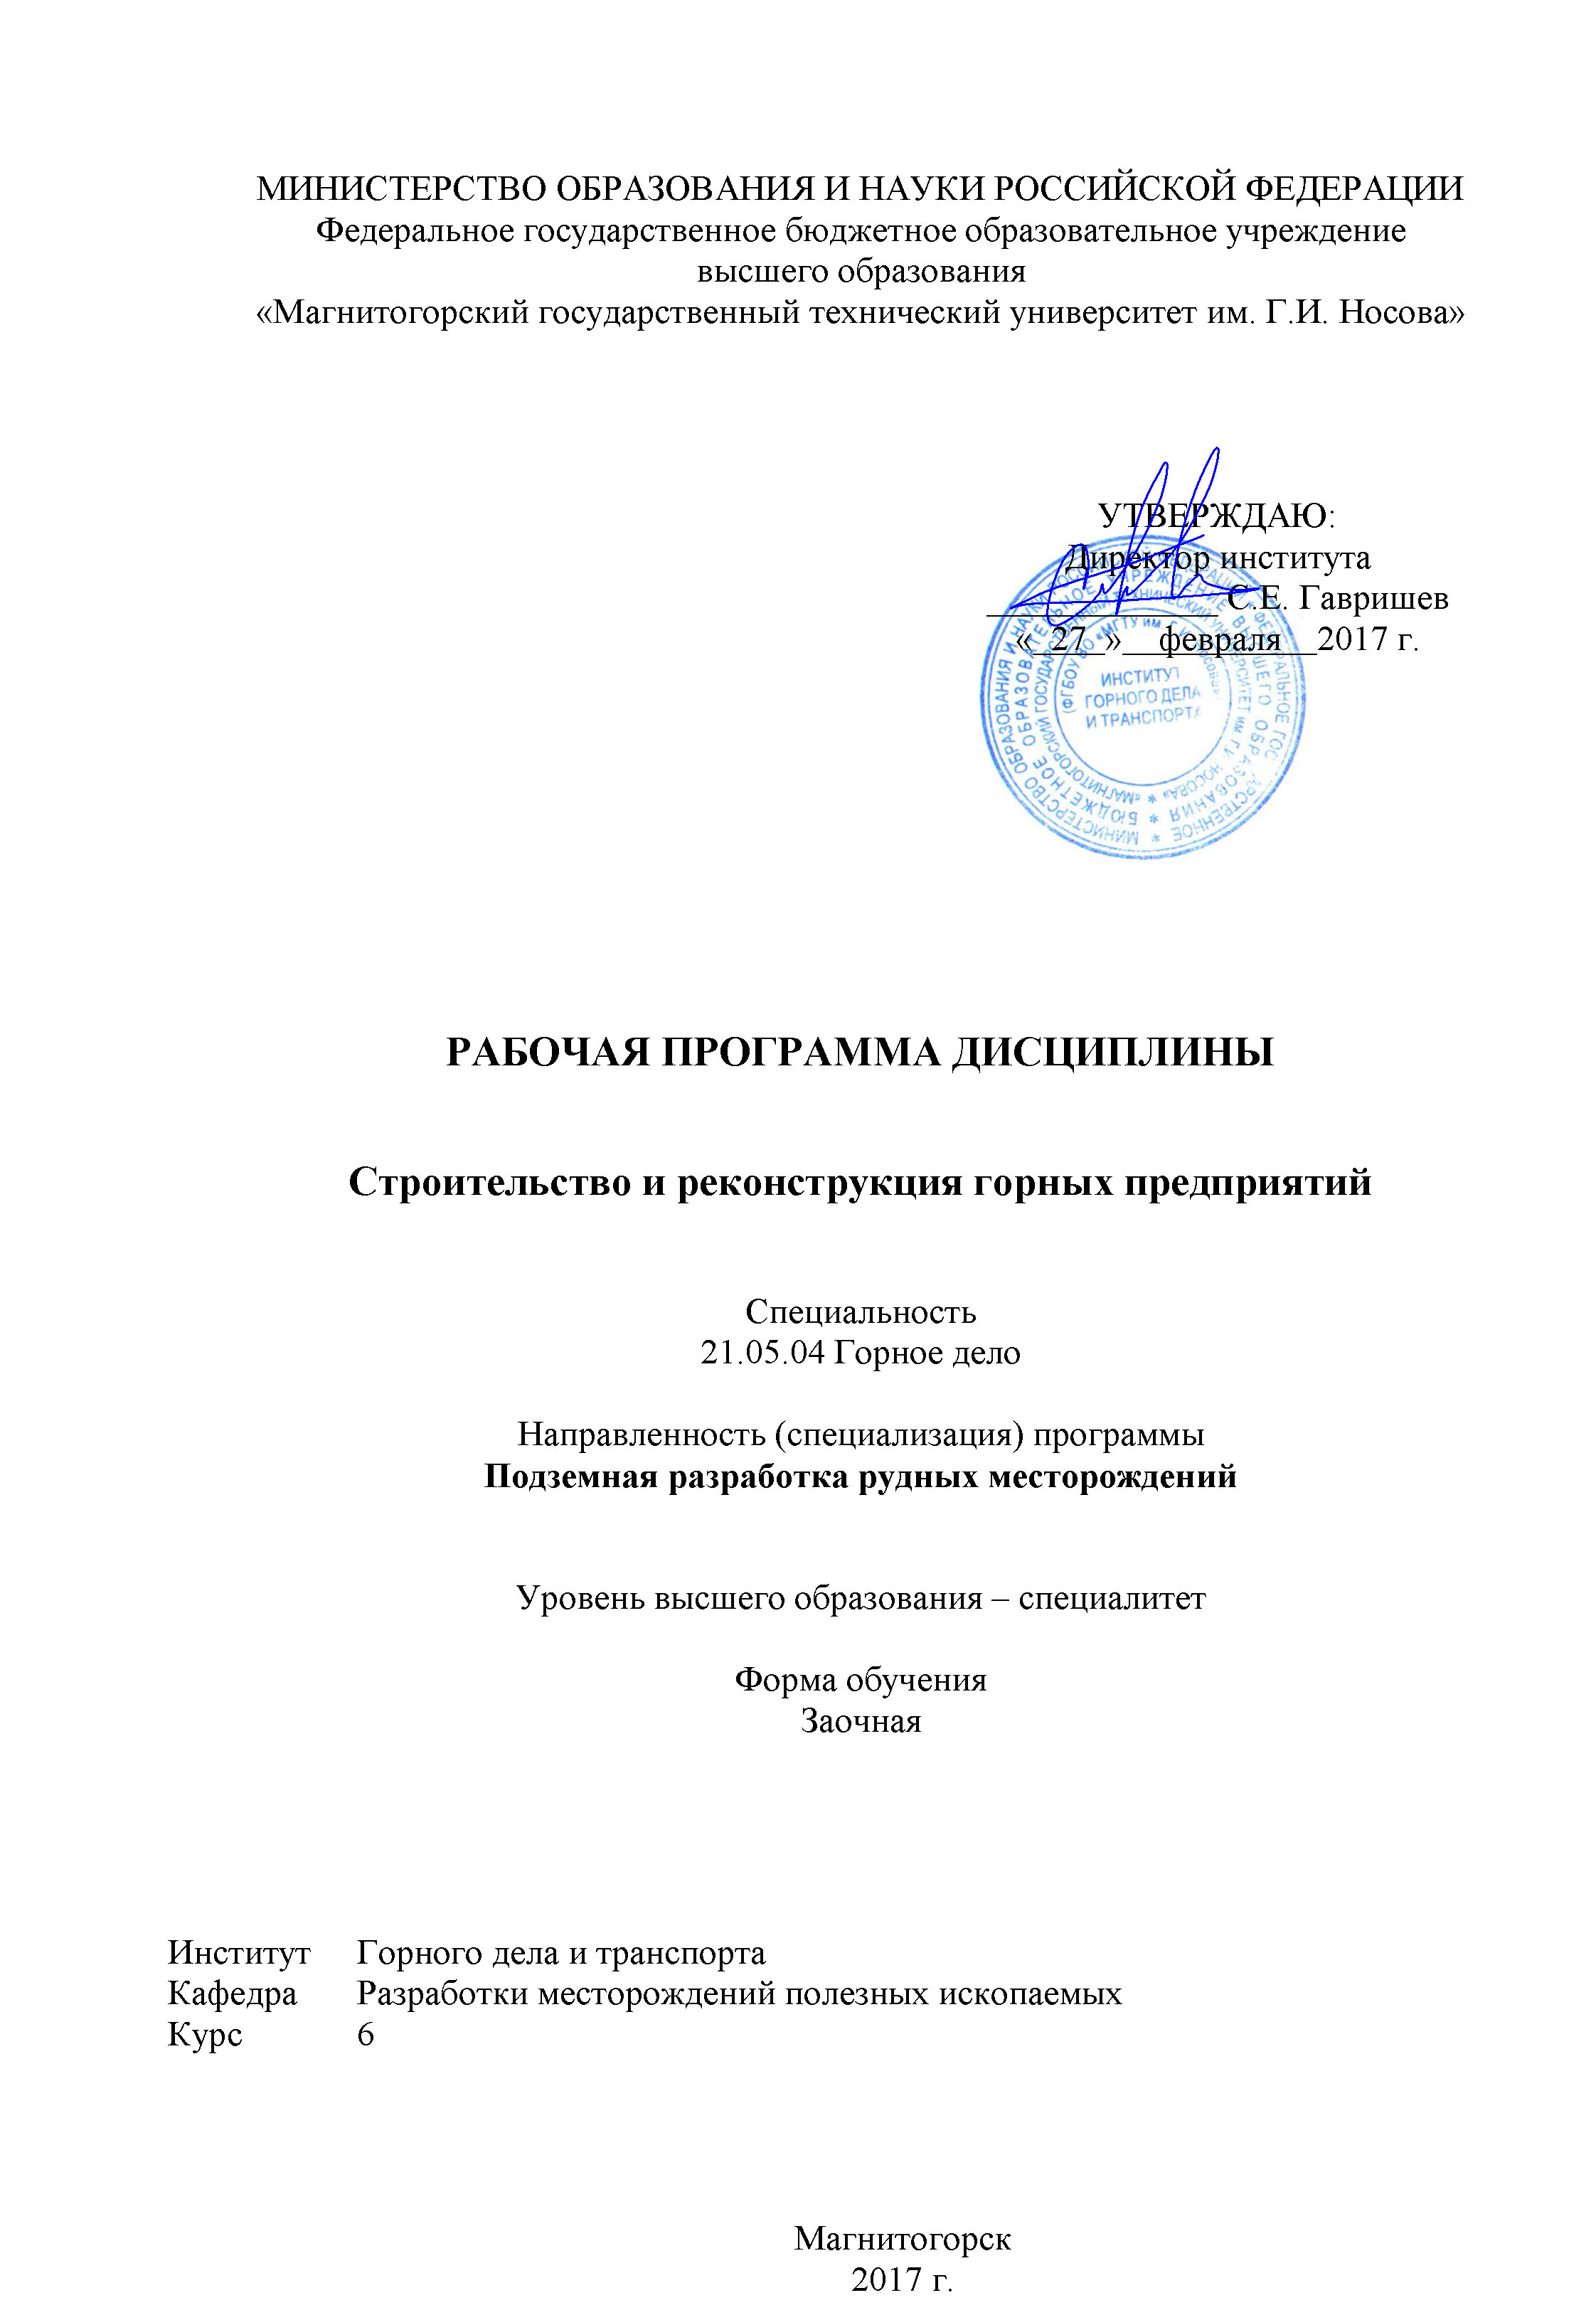 МИНИСТЕРСТВО ОБРАЗОВАНИЯ И НАУКИ РОССИЙСКОЙ ФЕДЕРАЦИИ
Федеральное государственное бюджетное образовательное учреждение
высшего образования
«Магнитогорский государственный технический университет им. Г.И. Носова»
УТВЕРЖДАЮ:
Директор института
С.Е. Гавришев
«_27_»__февраля__2017 г.
ИНСТИТУТ
ГОРНОГО ДЕЛА
И ТРАНСПОРТА
РАБОЧАЯ ПРОГРАММА ДИСЦИПЛИНЫ
Строительство и реконструкция горных предприятий
Специальность
21.05.04 Горное дело
Направленность (специализация) программы
Подземная разработка рудных месторождений
Уровень высшего образования – специалитет
Форма обучения
Заочная
Институт Горного дела и транспорта
Кафедра Разработки месторождений полезных ископаемых
Курс 6
Магнитогорск
2017 г.